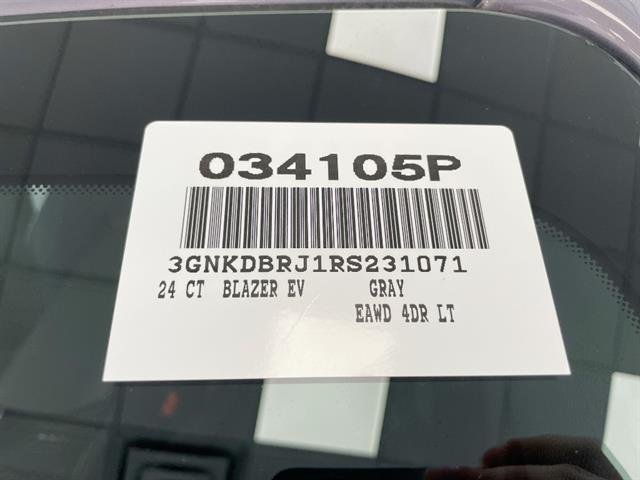 034105P
3GNKDBRJ1RS231071
24 CT BLAZER EV GRAY
EAWD 4DR LT